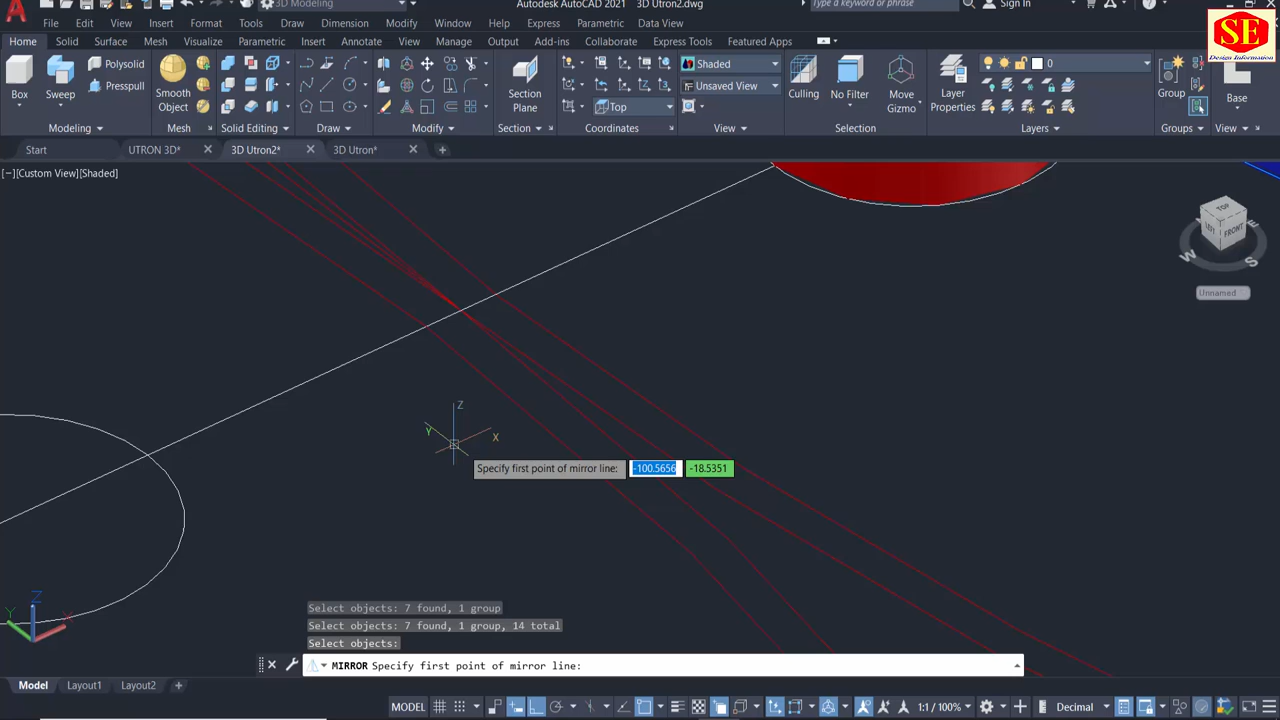 3D Modeling
Autodesk AutoCAD 2021 3D Utron2.dwg
Type a keyword or phrase
Sign In
SE
Design Information
File Edit View Insert Format Tools Draw Dimension Modify Window Help Express Parametric Data View
Home Solid Surface Mesh Visualize Parametric Insert Annotate View Manage Output Add-ins Collaborate Express Tools Featured Apps
Box
Sweep
Polysolid
Presspull
Smooth
Object
Section
Plane
Top
Shaded
Unsaved View
Culling
No Filter
Move
Gizmo
Layer
Properties
0
Group
Base
Modeling Mesh Solid Editing Draw Modify Section Coordinates View Selection Layers Groups View
Start UTRON 3D* 3D Utron2* 3D Utron*
[−][Custom View][Shaded]
TOP
FRONT
W
S
E
Unnamed
Z
Y
X
Specify first point of mirror line: -100.5656 -18.5351
Z
Y
X
Select objects: 7 found, 1 group
Select objects: 7 found, 1 group, 14 total
Select objects:
MIRROR Specify first point of mirror line:
Model Layout1 Layout2
MODEL 1:1 / 100% Decimal